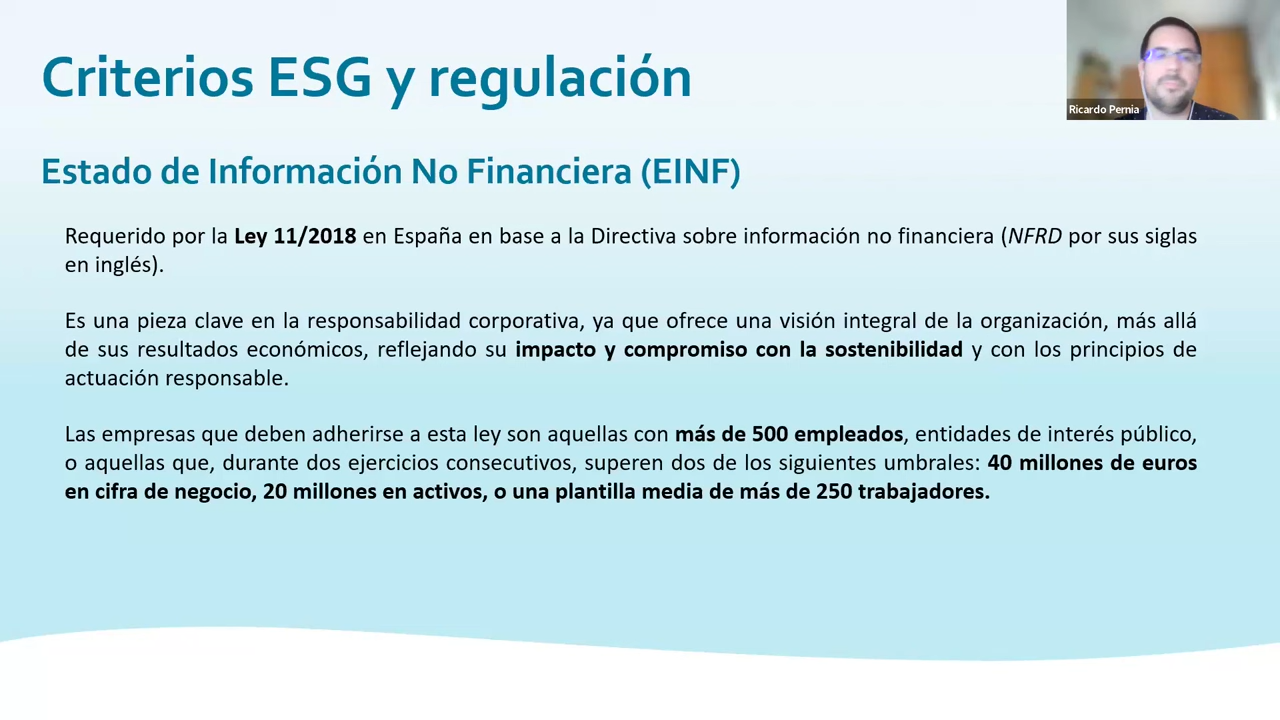 Criterios ESG y regulación
Ricardo Pernia
Estado de Información No Financiera (EINF)
Requerido por la Ley 11/2018 en España en base a la Directiva sobre información no financiera (NFRD por sus siglas
en inglés).
Es una pieza clave en la responsabilidad corporativa, ya que ofrece una visión integral de la organización, más allá
de sus resultados económicos, reflejando su impacto y compromiso con la sostenibilidad y con los principios de
actuación responsable.
Las empresas que deben adherirse a esta ley son aquellas con más de 500 empleados, entidades de interés público,
o aquellas que, durante dos ejercicios consecutivos, superen dos de los siguientes umbrales: 40 millones de euros
en cifra de negocio, 20 millones en activos, o una plantilla media de más de 250 trabajadores.